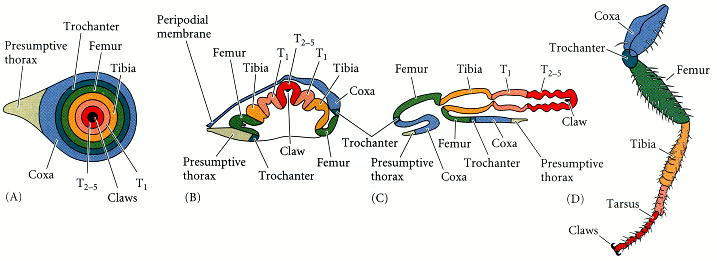 Trochanter
Presumptive
thorax
Femur
Tibia
Coxa
T2–5
T1
Claws
(A)
Peripodial
membrane
Femur
Tibia
T1
T2–5
T1
Tibia
Coxa
Presumptive
thorax
Trochanter
Claw
Femur
(B)
Femur
Tibia
T1
T2–5
Claw
Trochanter
Presumptive
thorax
Coxa
Femur
Trochanter
Coxa
Presumptive
thorax
(C)
Coxa
Trochanter
Femur
Tibia
Tarsus
Claws
(D)